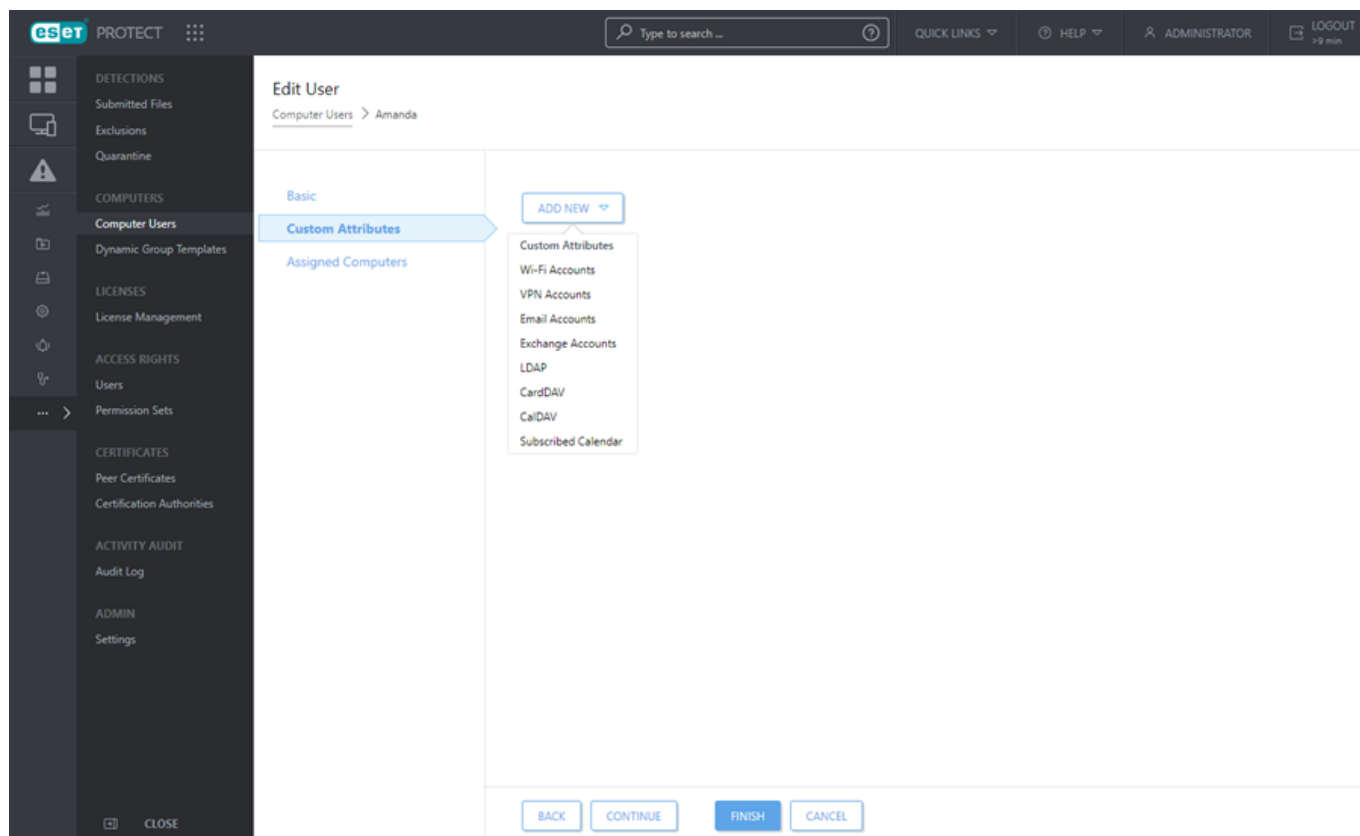 eset PROTECT
Type to search ...
QUICK LINKS
HELP
ADMINISTRATOR
LOGOUT
>9 min
DETECTIONS
Submitted Files
Exclusions
Quarantine
COMPUTERS
Computer Users
Dynamic Group Templates
LICENSES
License Management
ACCESS RIGHTS
Users
Permission Sets
CERTIFICATES
Peer Certificates
Certification Authorities
ACTIVITY AUDIT
Audit Log
ADMIN
Settings
CLOSE
Edit User
Computer Users > Amanda
Basic
Custom Attributes
Assigned Computers
ADD NEW
Custom Attributes
Wi-Fi Accounts
VPN Accounts
Email Accounts
Exchange Accounts
LDAP
CardDAV
CalDAV
Subscribed Calendar
BACK
CONTINUE
FINISH
CANCEL